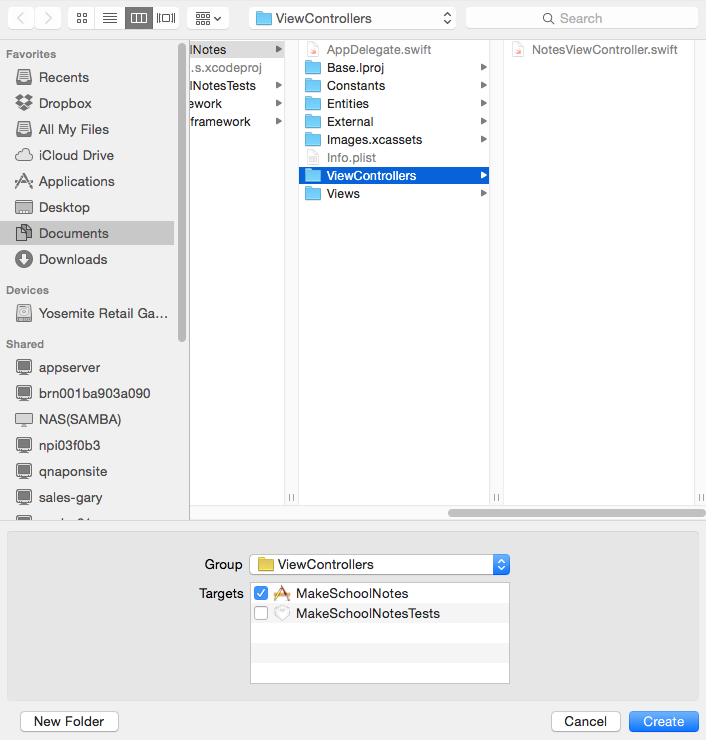 ViewControllers
Search
Favorites
Recents
Dropbox
All My Files
iCloud Drive
Applications
Desktop
Documents
Downloads
Devices
Yosemite Retail Ga...
Shared
appserver
brn001ba903a090
NAS(SAMBA)
npi03f0b3
qnaponsite
sales-gary
lNotes
.s.xcodeproj
lNotesTests
ework
framework
AppDelegate.swift
Base.lproj
Constants
Entities
External
Images.xcassets
Info.plist
ViewControllers
Views
NotesViewController.swift
Group ViewControllers
Targets MakeSchoolNotes
MakeSchoolNotesTests
New Folder Cancel Create